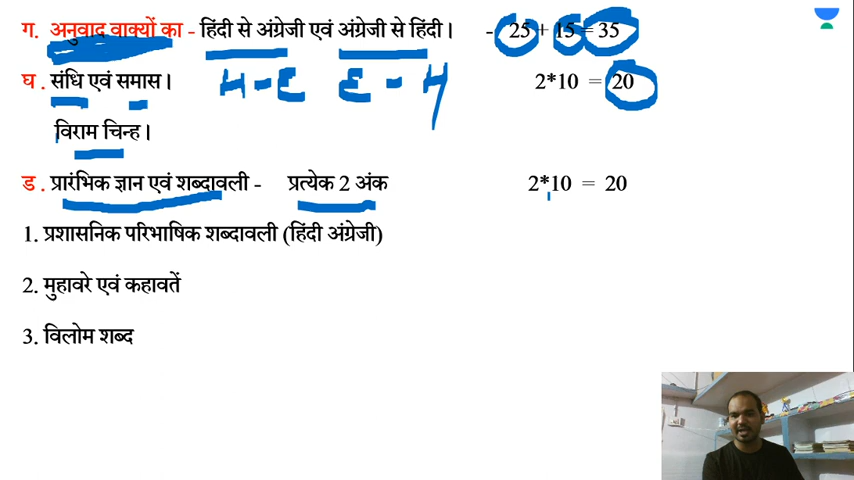 ग. अनुवाद वाक्यों का - हिंदी से अंग्रेजी एवं अंग्रेजी से हिंदी। - 25 + 15 = 35
घ . संधि एवं समास। 2*10 = 20
H - E E - H
विराम चिन्ह।
ड . प्रारंभिक ज्ञान एवं शब्दावली - प्रत्येक 2 अंक 2*10 = 20
1. प्रशासनिक परिभाषिक शब्दावली (हिंदी अंग्रेजी)
2. मुहावरे एवं कहावतें
3. विलोम शब्द